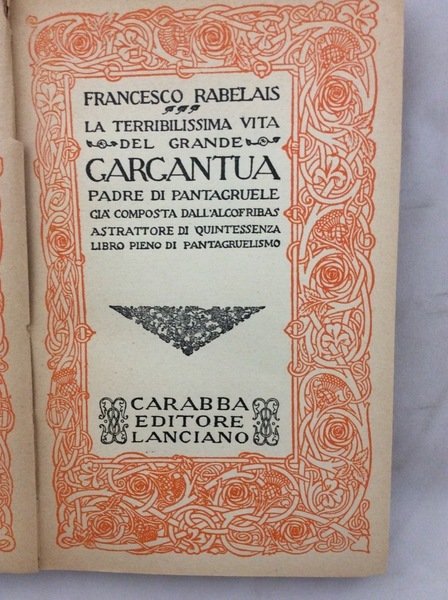 FRANCESCO RABELAIS
LA TERRIBILISSIMA VITA
DEL GRANDE
GARGANTUA
PADRE DI PANTAGRUELE
GIA' COMPOSTA DALL'ALCOFRIBAS
ASTRATTORE DI QUINTESSENZA
LIBRO PIENO DI PANTAGRUELISMO
CARABBA
EDITORE
LANCIANO